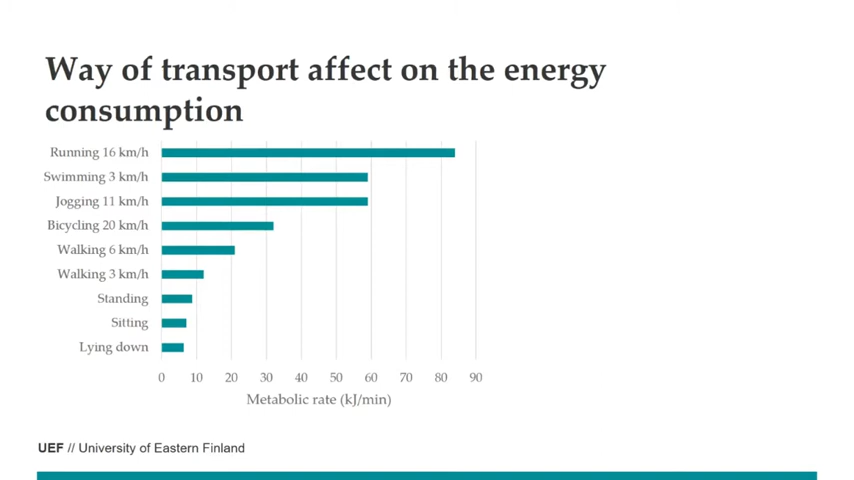 Way of transport affect on the energy
consumption
Running 16 km/h
Swimming 3 km/h
Jogging 11 km/h
Bicycling 20 km/h
Walking 6 km/h
Walking 3 km/h
Standing
Sitting
Lying down
0 10 20 30 40 50 60 70 80 90
Metabolic rate (kJ/min)
UEF // University of Eastern Finland